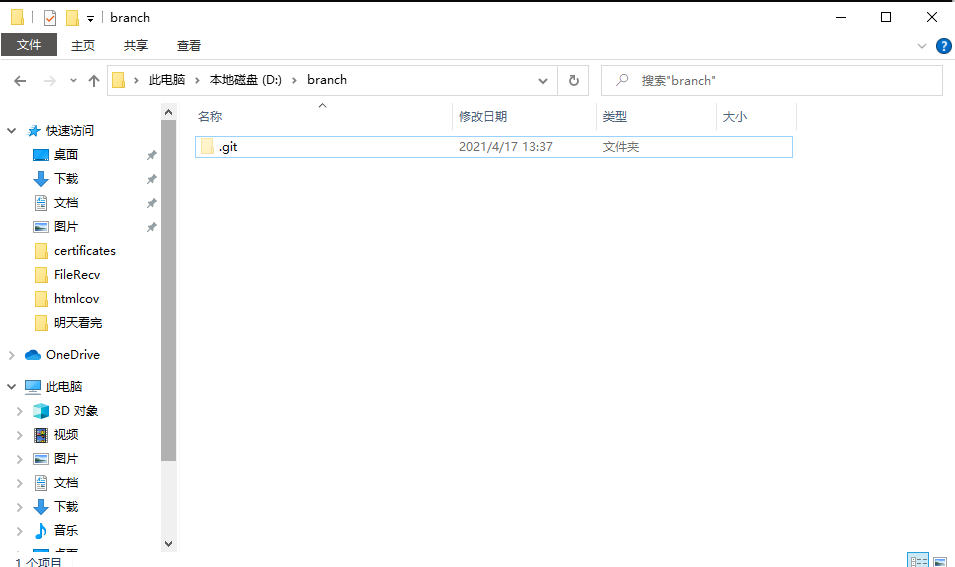 branch
文件 主页 共享 查看
此电脑 本地磁盘 (D:) branch
搜索"branch"
名称 修改日期 类型 大小
.git 2021/4/17 13:37 文件夹
快速访问
桌面
下载
文档
图片
certificates
FileRecv
htmlcov
明天看完
OneDrive
此电脑
3D 对象
视频
图片
文档
下载
音乐
桌面
1 个项目